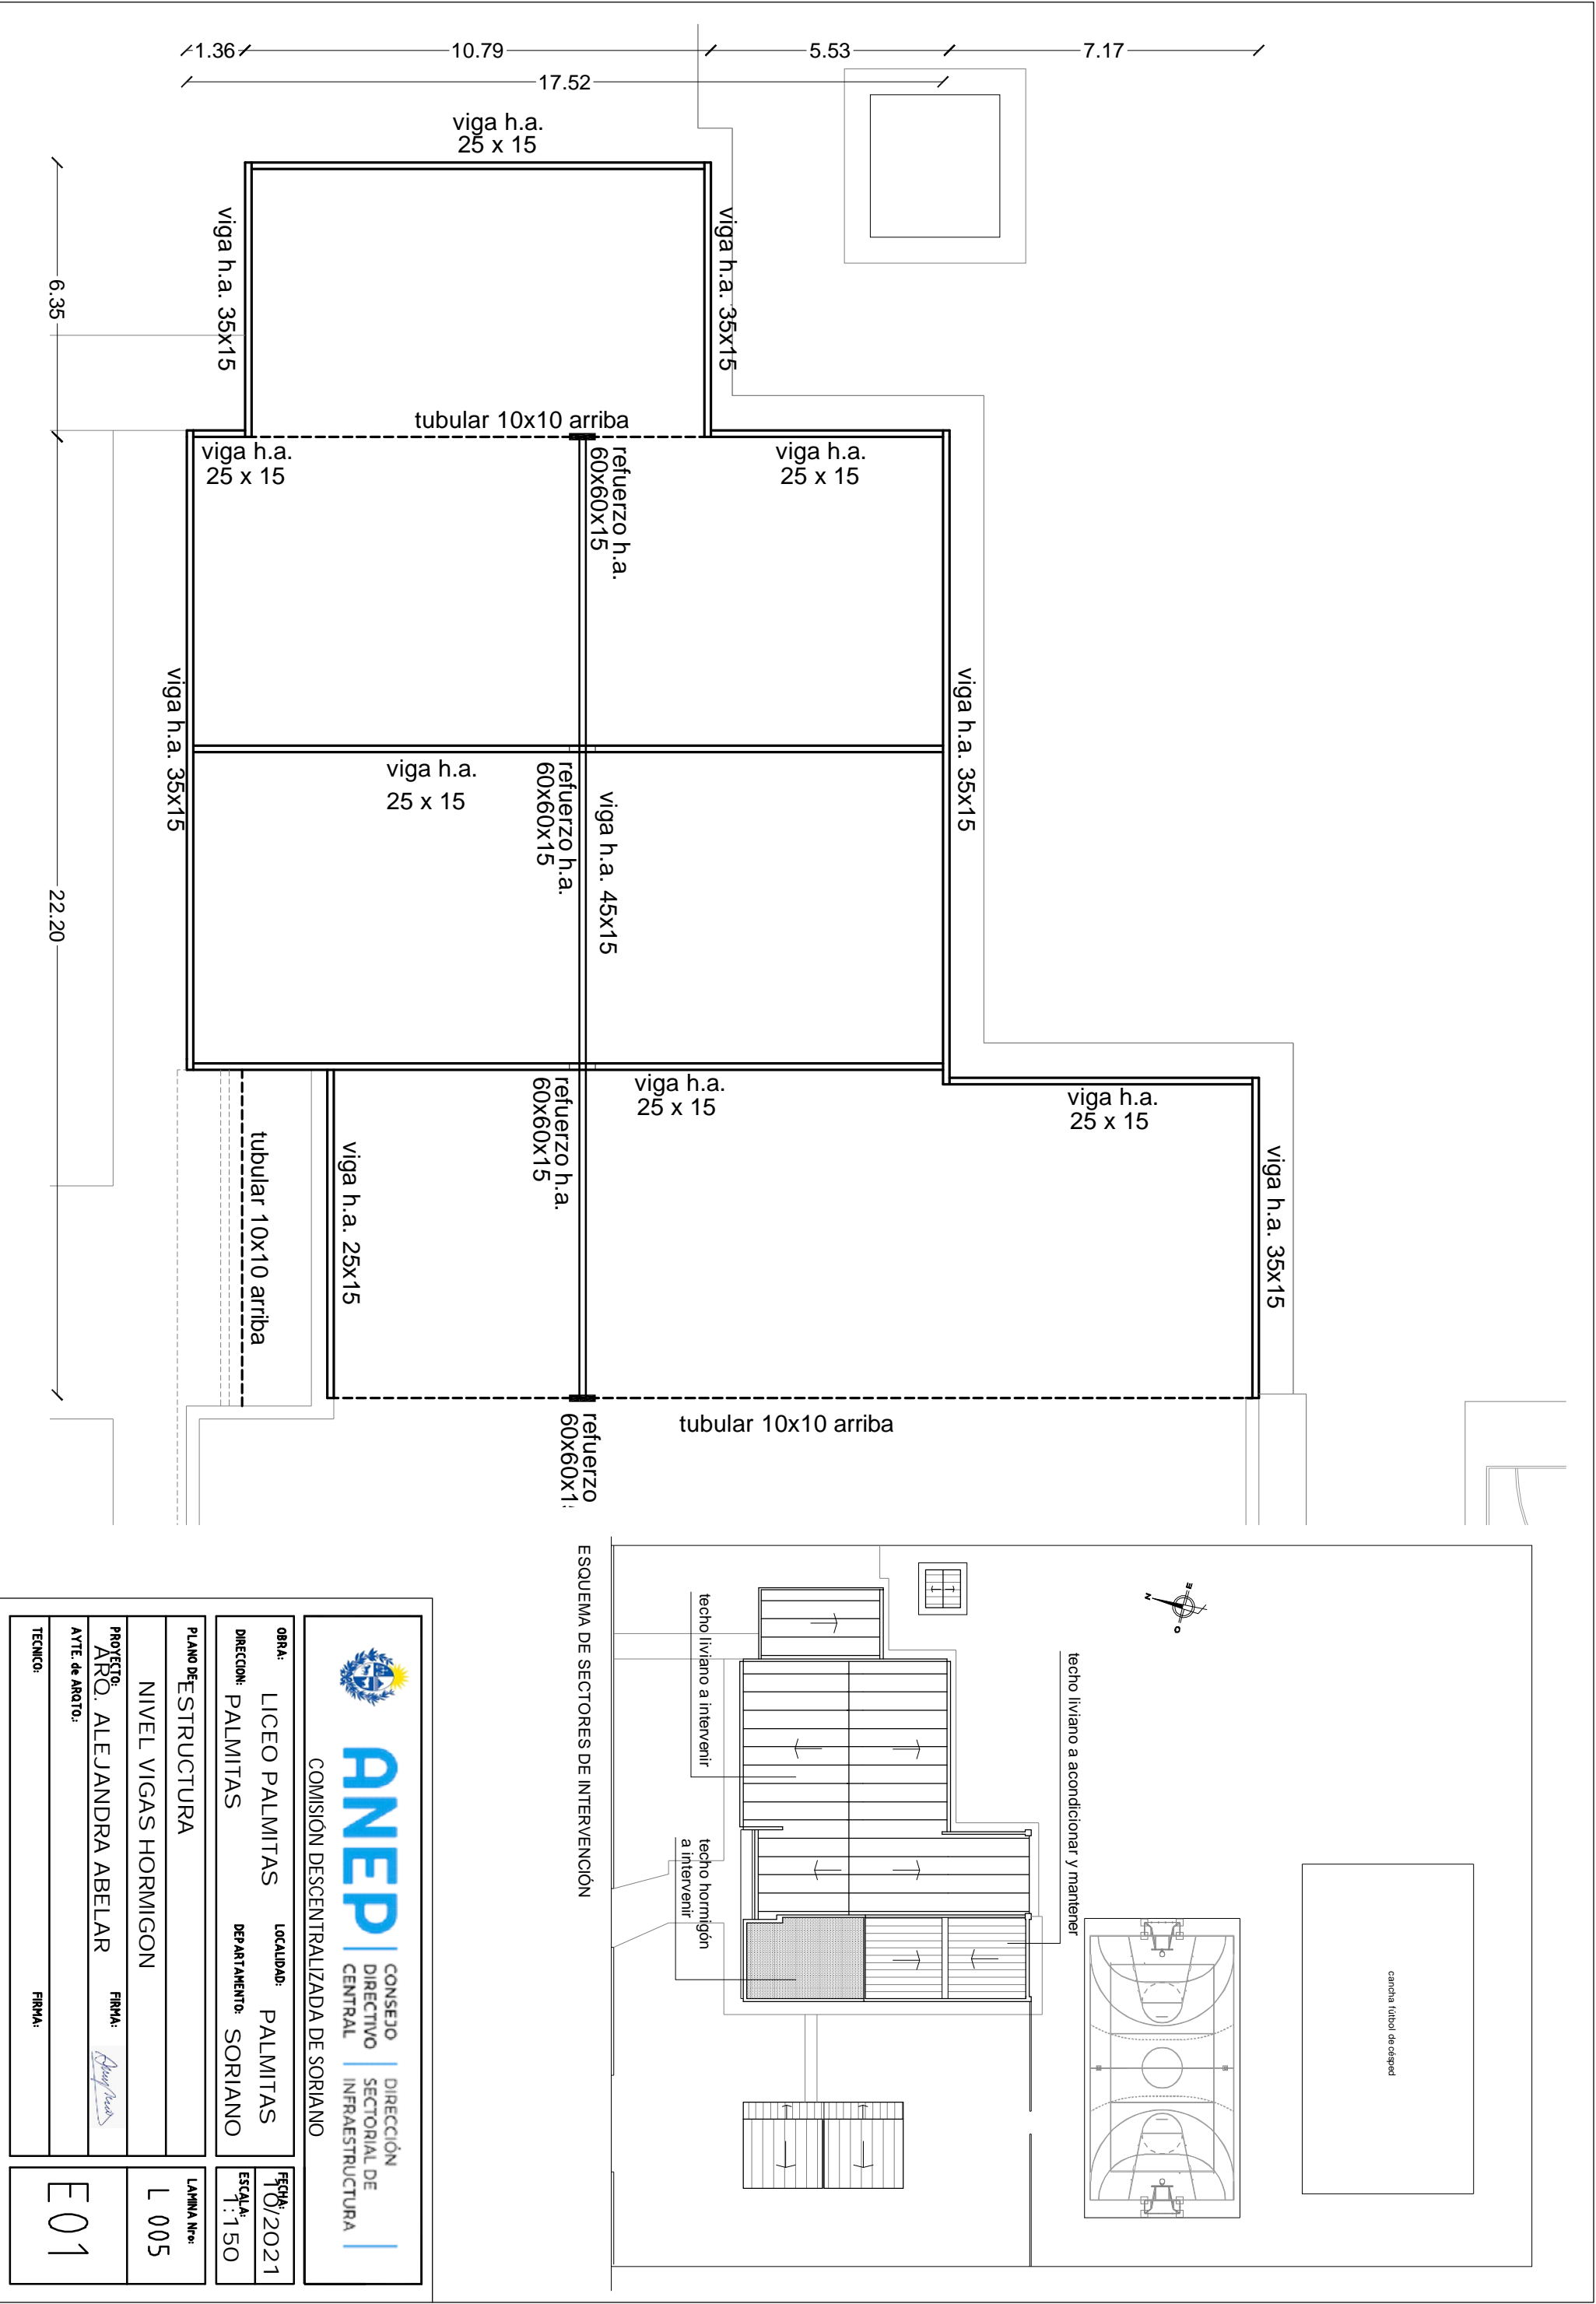 1.36
10.79
5.53
7.17
17.52
viga h.a.
25 x 15
viga h.a. 35x15
viga h.a. 35x15
6.35
tubular 10x10 arriba
viga h.a.
25 x 15
refuerzo h.a.
60x60x15
viga h.a.
25 x 15
viga h.a. 35x15
viga h.a. 35x15
viga h.a.
25 x 15
refuerzo h.a.
60x60x15
viga h.a. 45x15
22.20
refuerzo h.a.
60x60x15
viga h.a.
25 x 15
viga h.a.
25 x 15
tubular 10x10 arriba
viga h.a. 25x15
viga h.a. 35x15
tubular 10x10 arriba
refuerzo
60x60x1
ESQUEMA DE SECTORES DE INTERVENCIÓN
techo liviano a intervenir
techo hormigón
a intervenir
techo liviano a acondicionar y mantener
N
E
O
cancha fútbol de césped
ANEP
CONSEJO
DIRECTIVO
CENTRAL
DIRECCIÓN
SECTORIAL DE
INFRAESTRUCTURA
COMISIÓN DESCENTRALIZADA DE SORIANO
OBRA: LICEO PALMITAS
LOCALIDAD: PALMITAS
DIRECCION: PALMITAS
DEPARTAMENTO: SORIANO
FECHA: 10/2021
ESCALA: 1:150
PLANO DE: ESTRUCTURA
NIVEL VIGAS HORMIGON
LAMINA Nro:
L 005
PROYECTO: ARQ. ALEJANDRA ABELAR
FIRMA:
AYTE. de ARQTO.:
TECNICO:
FIRMA:
E01